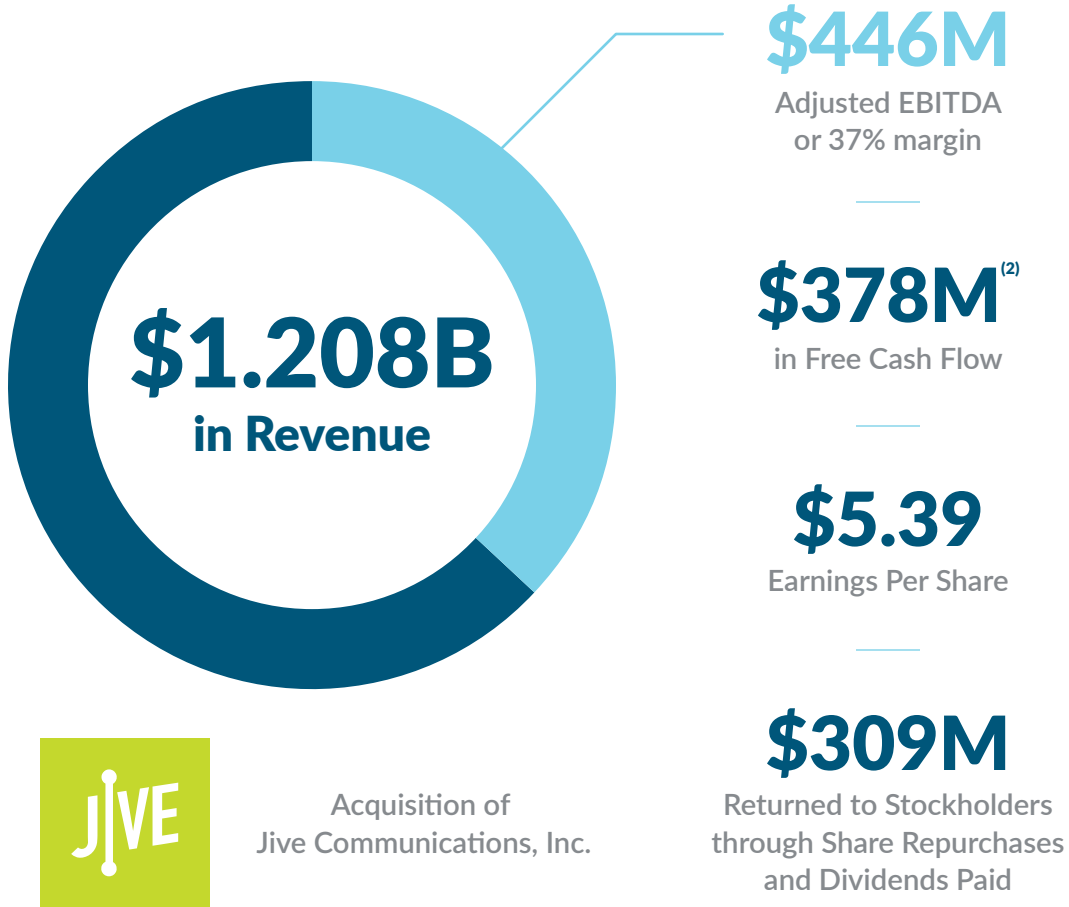 $446M
Adjusted EBITDA
or 37% margin
$378M(2)
in Free Cash Flow
$1.208B
in Revenue
$5.39
Earnings Per Share
$309M
Returned to Stockholders
through Share Repurchases
and Dividends Paid
JIVE
Acquisition of
Jive Communications, Inc.